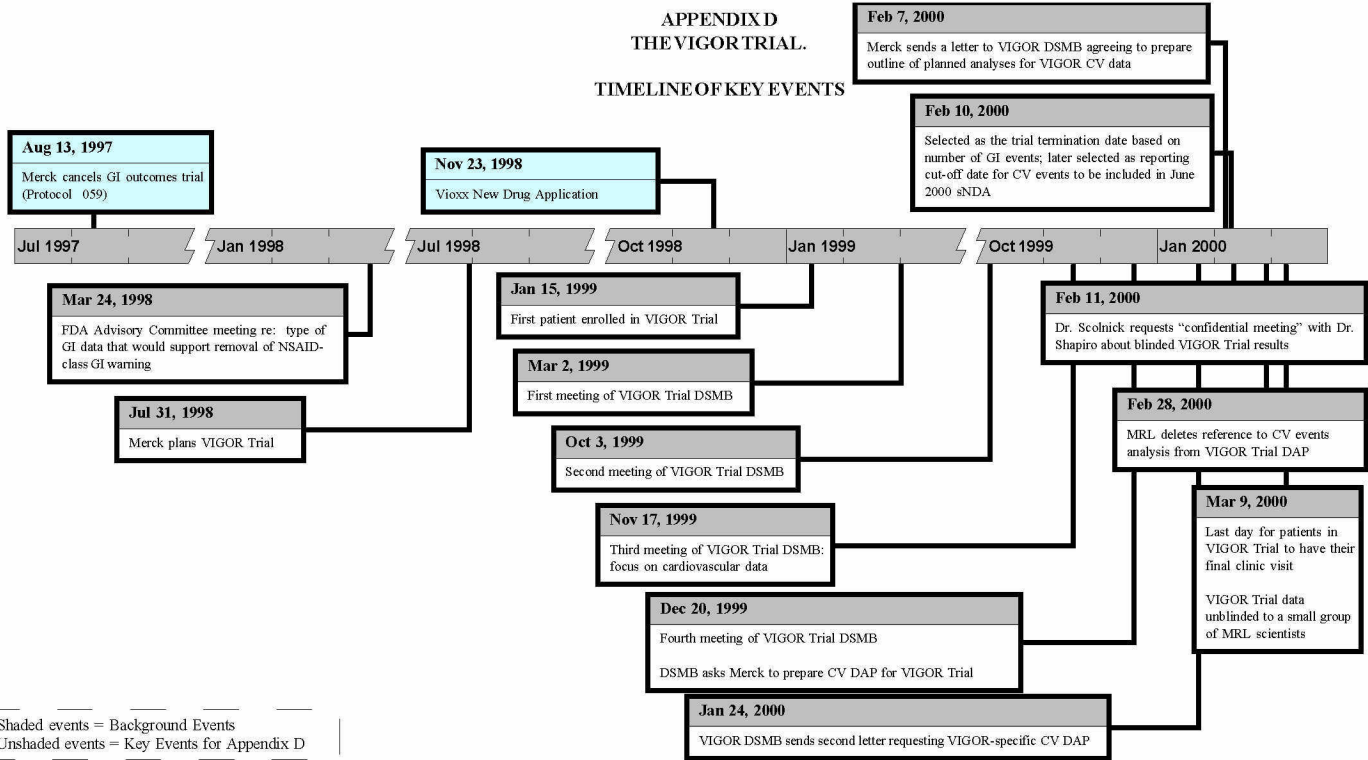 APPENDIX D
THE VIGOR TRIAL.
TIMELINE OF KEY EVENTS
Feb 7, 2000
Merck sends a letter to VIGOR DSMB agreeing to prepare
outline of planned analyses for VIGOR CV data
Feb 10, 2000
Selected as the trial termination date based on
number of GI events; later selected as reporting
cut-off date for CV events to be included in June
2000 sNDA
Aug 13, 1997
Merck cancels GI outcomes trial
(Protocol 059)
Nov 23, 1998
Vioxx New Drug Application
Jul 1997
Jan 1998
Jul 1998
Oct 1998
Jan 1999
Oct 1999
Jan 2000
Mar 24, 1998
FDA Advisory Committee meeting re: type of
GI data that would support removal of NSAID-
class GI warning
Jul 31, 1998
Merck plans VIGOR Trial
Jan 15, 1999
First patient enrolled in VIGOR Trial
Mar 2, 1999
First meeting of VIGOR Trial DSMB
Oct 3, 1999
Second meeting of VIGOR Trial DSMB
Nov 17, 1999
Third meeting of VIGOR Trial DSMB:
focus on cardiovascular data
Dec 20, 1999
Fourth meeting of VIGOR Trial DSMB
DSMB asks Merck to prepare CV DAP for VIGOR Trial
Jan 24, 2000
VIGOR DSMB sends second letter requesting VIGOR-specific CV DAP
Feb 11, 2000
Dr. Scolnick requests “confidential meeting” with Dr.
Shapiro about blinded VIGOR Trial results
Feb 28, 2000
MRL deletes reference to CV events
analysis from VIGOR Trial DAP
Mar 9, 2000
Last day for patients in
VIGOR Trial to have their
final clinic visit
VIGOR Trial data
unblinded to a small group
of MRL scientists
Shaded events = Background Events
Unshaded events = Key Events for Appendix D